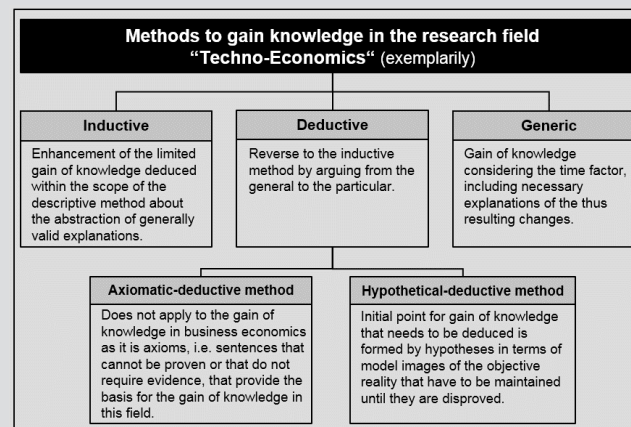 Methods to gain knowledge in the research field
“Techno-Economics“ (exemplarily)
Inductive
Enhancement of the limited
gain of knowledge deduced
within the scope of the
descriptive method about
the abstraction of generally
valid explanations.
Deductive
Reverse to the inductive
method by arguing from the
general to the particular.
Generic
Gain of knowledge
considering the time factor,
including necessary
explanations of the thus
resulting changes.
Axiomatic-deductive method
Does not apply to the gain of
knowledge in business economics
as it is axioms, i.e. sentences that
cannot be proven or that do not
require evidence, that provide the
basis for the gain of knowledge in
this field.
Hypothetical-deductive method
Initial point for gain of knowledge
that needs to be deduced is
formed by hypotheses in terms of
model images of the objective
reality that have to be maintained
until they are disproved.